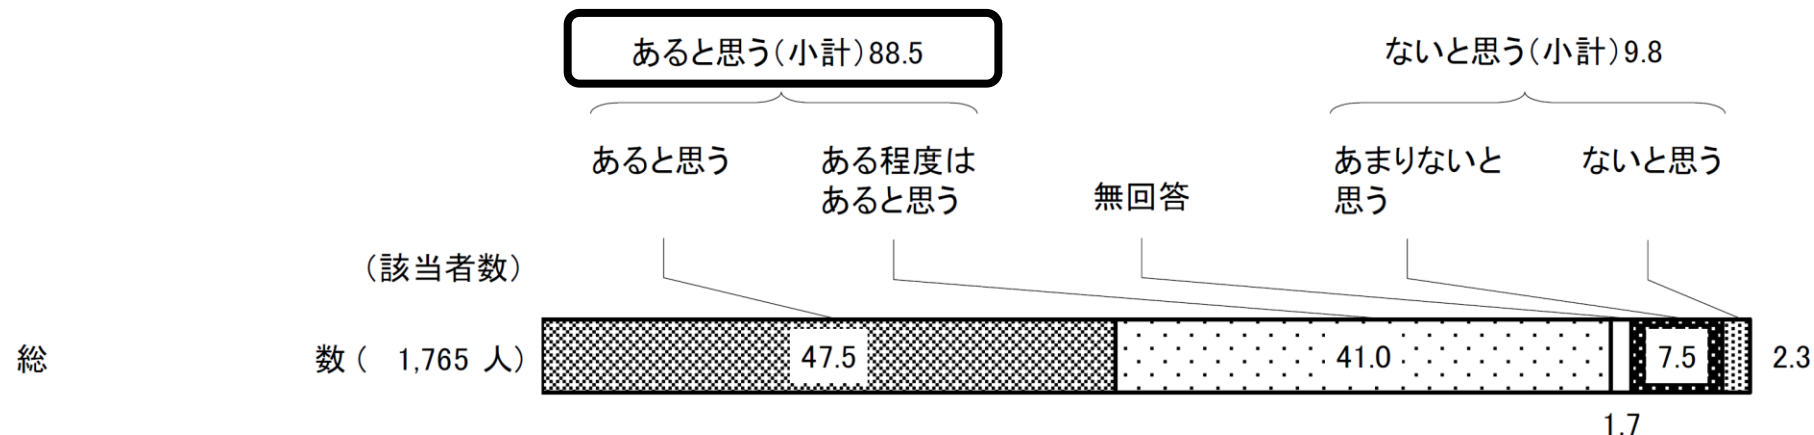 あると思う(小計)88.5
ないと思う(小計)9.8
あると思う
ある程度は
あると思う
無回答
あまりないと
思う
ないと思う
(該当者数)
総 数( 1,765 人)
47.5
41.0
7.5
2.3
1.7